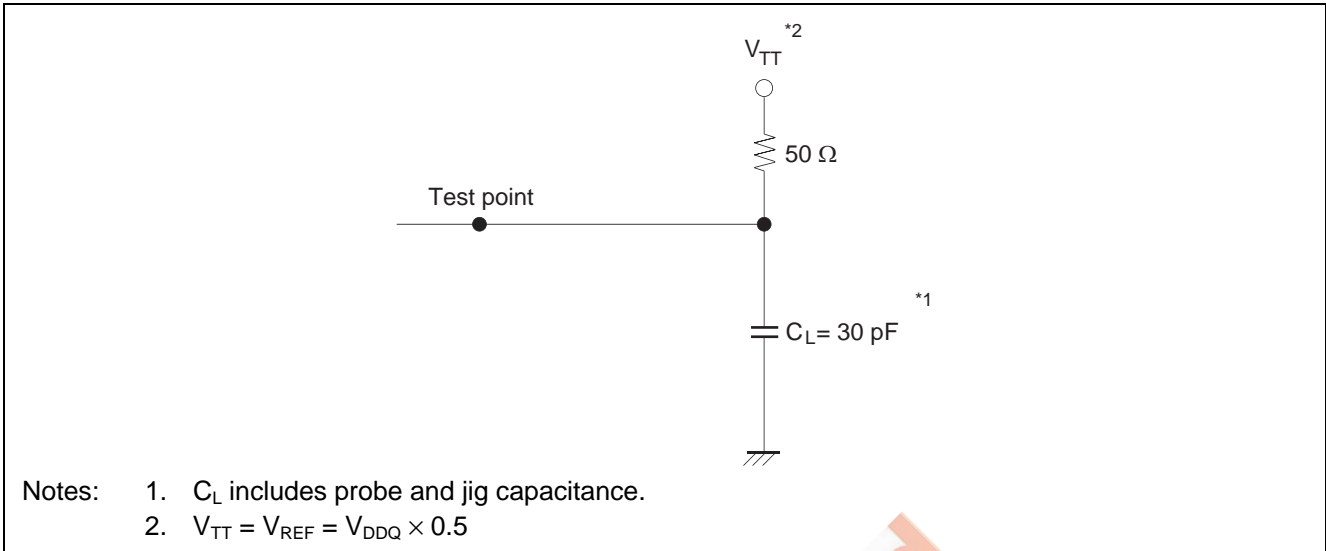 V_TT *2
50 Ω
Test point
C_L= 30 pF *1
Notes: 1. C_L includes probe and jig capacitance.
2. V_TT = V_REF = V_DDQ × 0.5